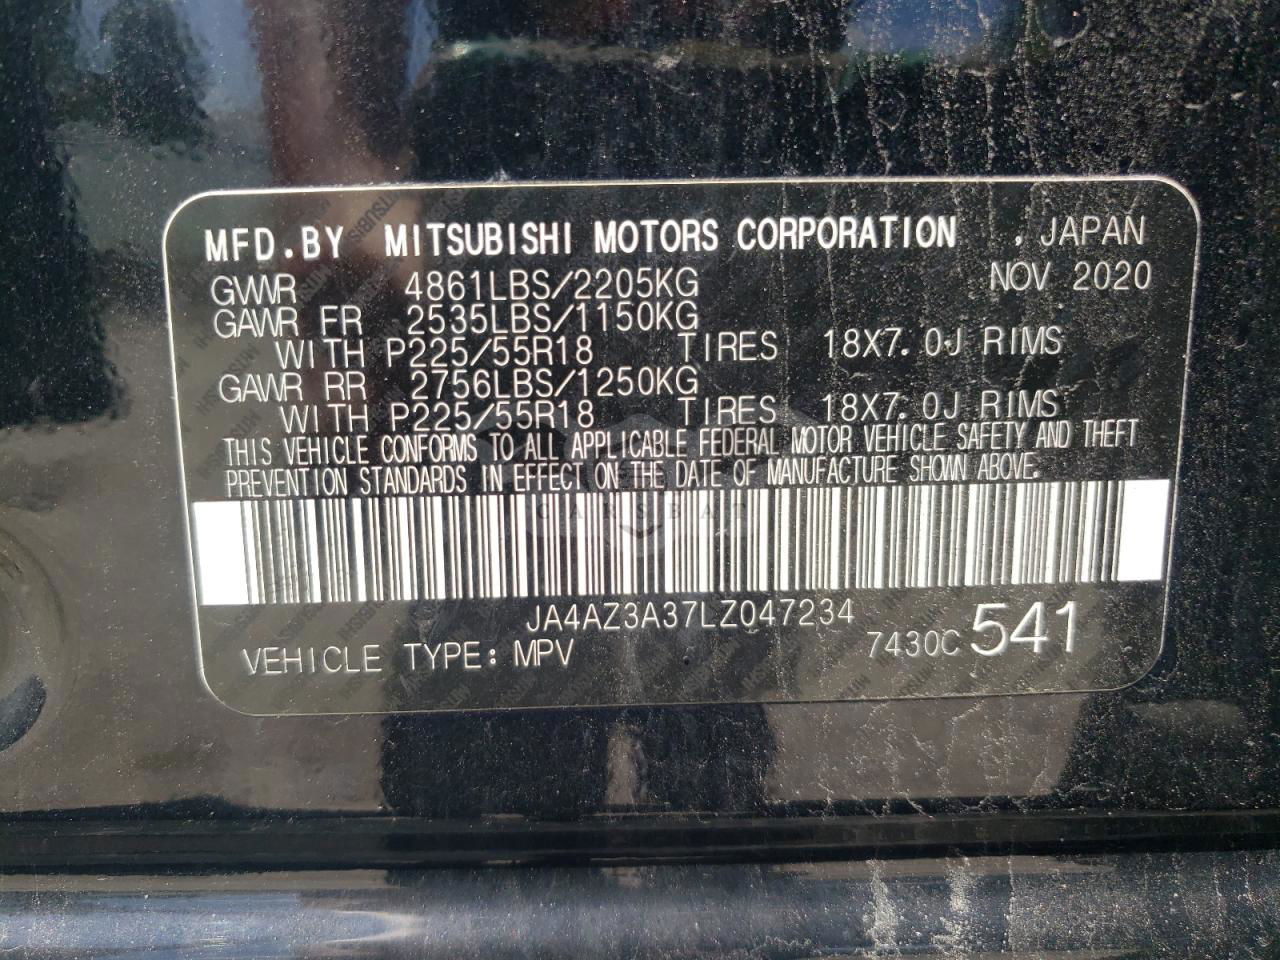 MFD.BY MITSUBISHI MOTORS CORPORATION , JAPAN
GVWR 4861LBS/2205KG NOV 2020
GAWR FR 2535LBS/1150KG
WITH P225/55R18 TIRES 18X7.0J RIMS
GAWR RR 2756LBS/1250KG
WITH P225/55R18 TIRES 18X7.0J RIMS
THIS VEHICLE CONFORMS TO ALL APPLICABLE FEDERAL MOTOR VEHICLE SAFETY AND THEFT
PREVENTION STANDARDS IN EFFECT ON THE DATE OF MANUFACTURE SHOWN ABOVE.
CARSBAT
JA4AZ3A37LZ047234
VEHICLE TYPE: MPV 7430C 541